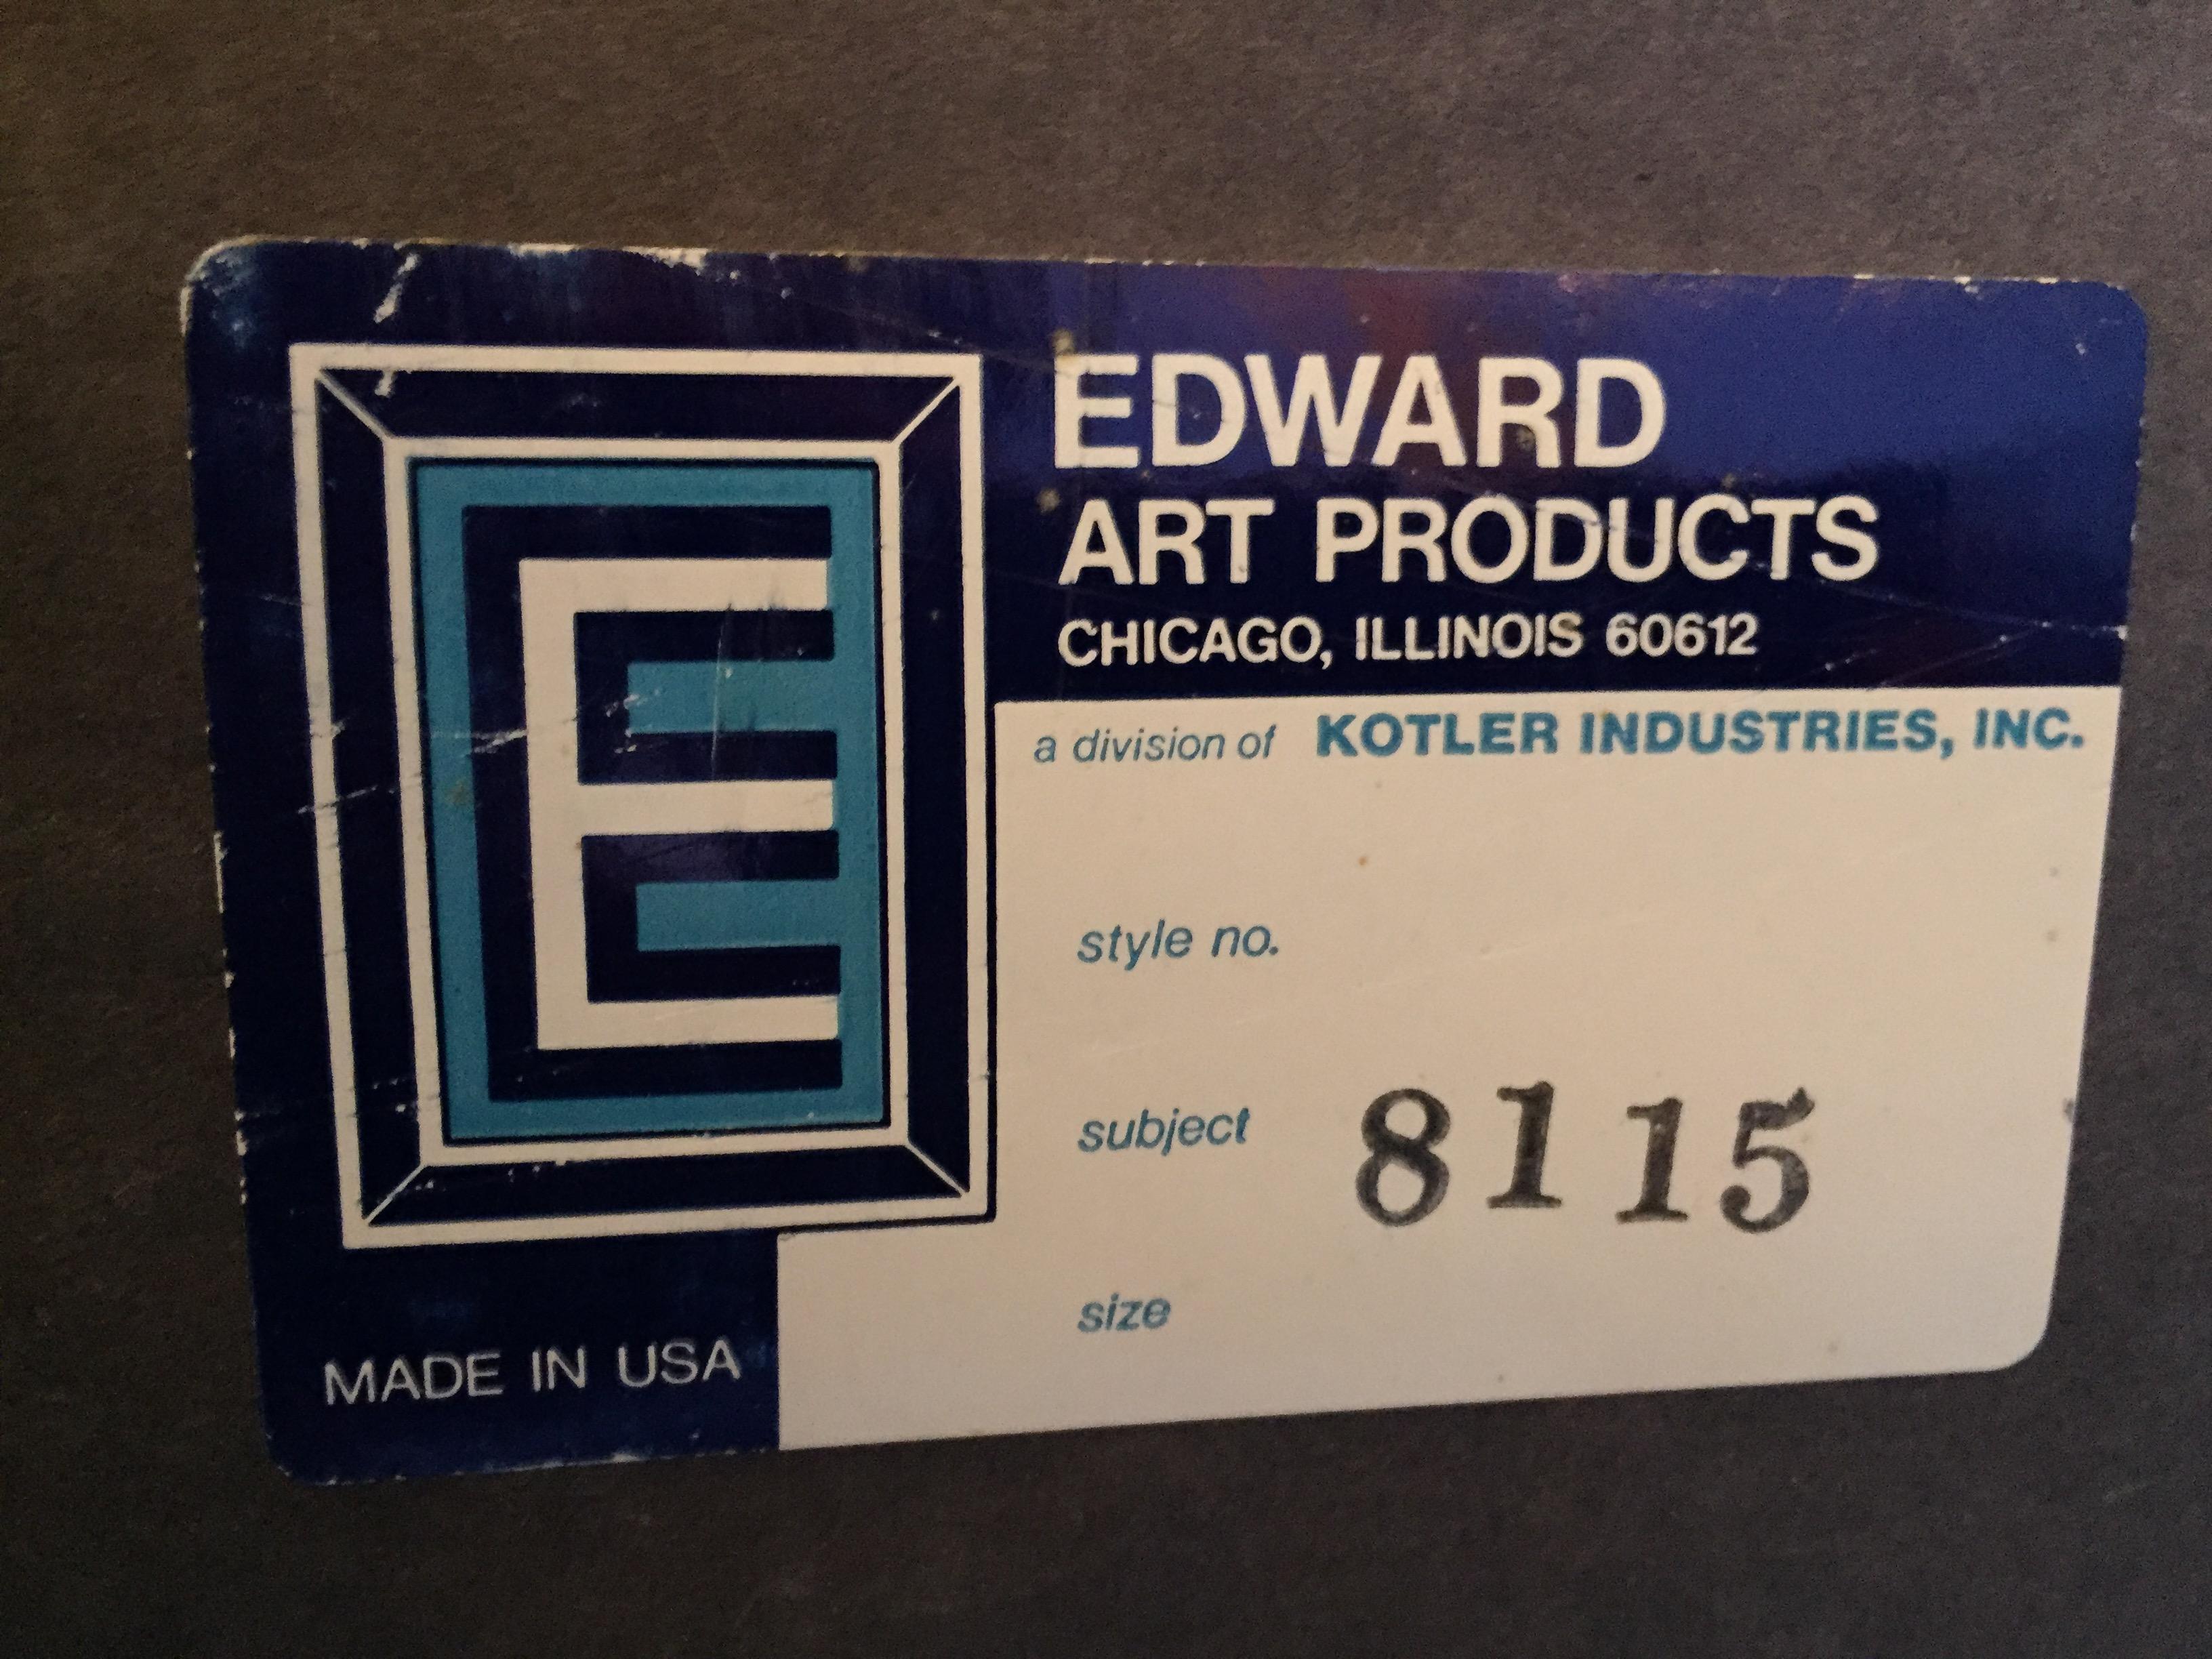 E
EDWARD
ART PRODUCTS
CHICAGO, ILLINOIS 60612
a division of KOTLER INDUSTRIES, INC.
style no.
subject 8115
size
MADE IN USA